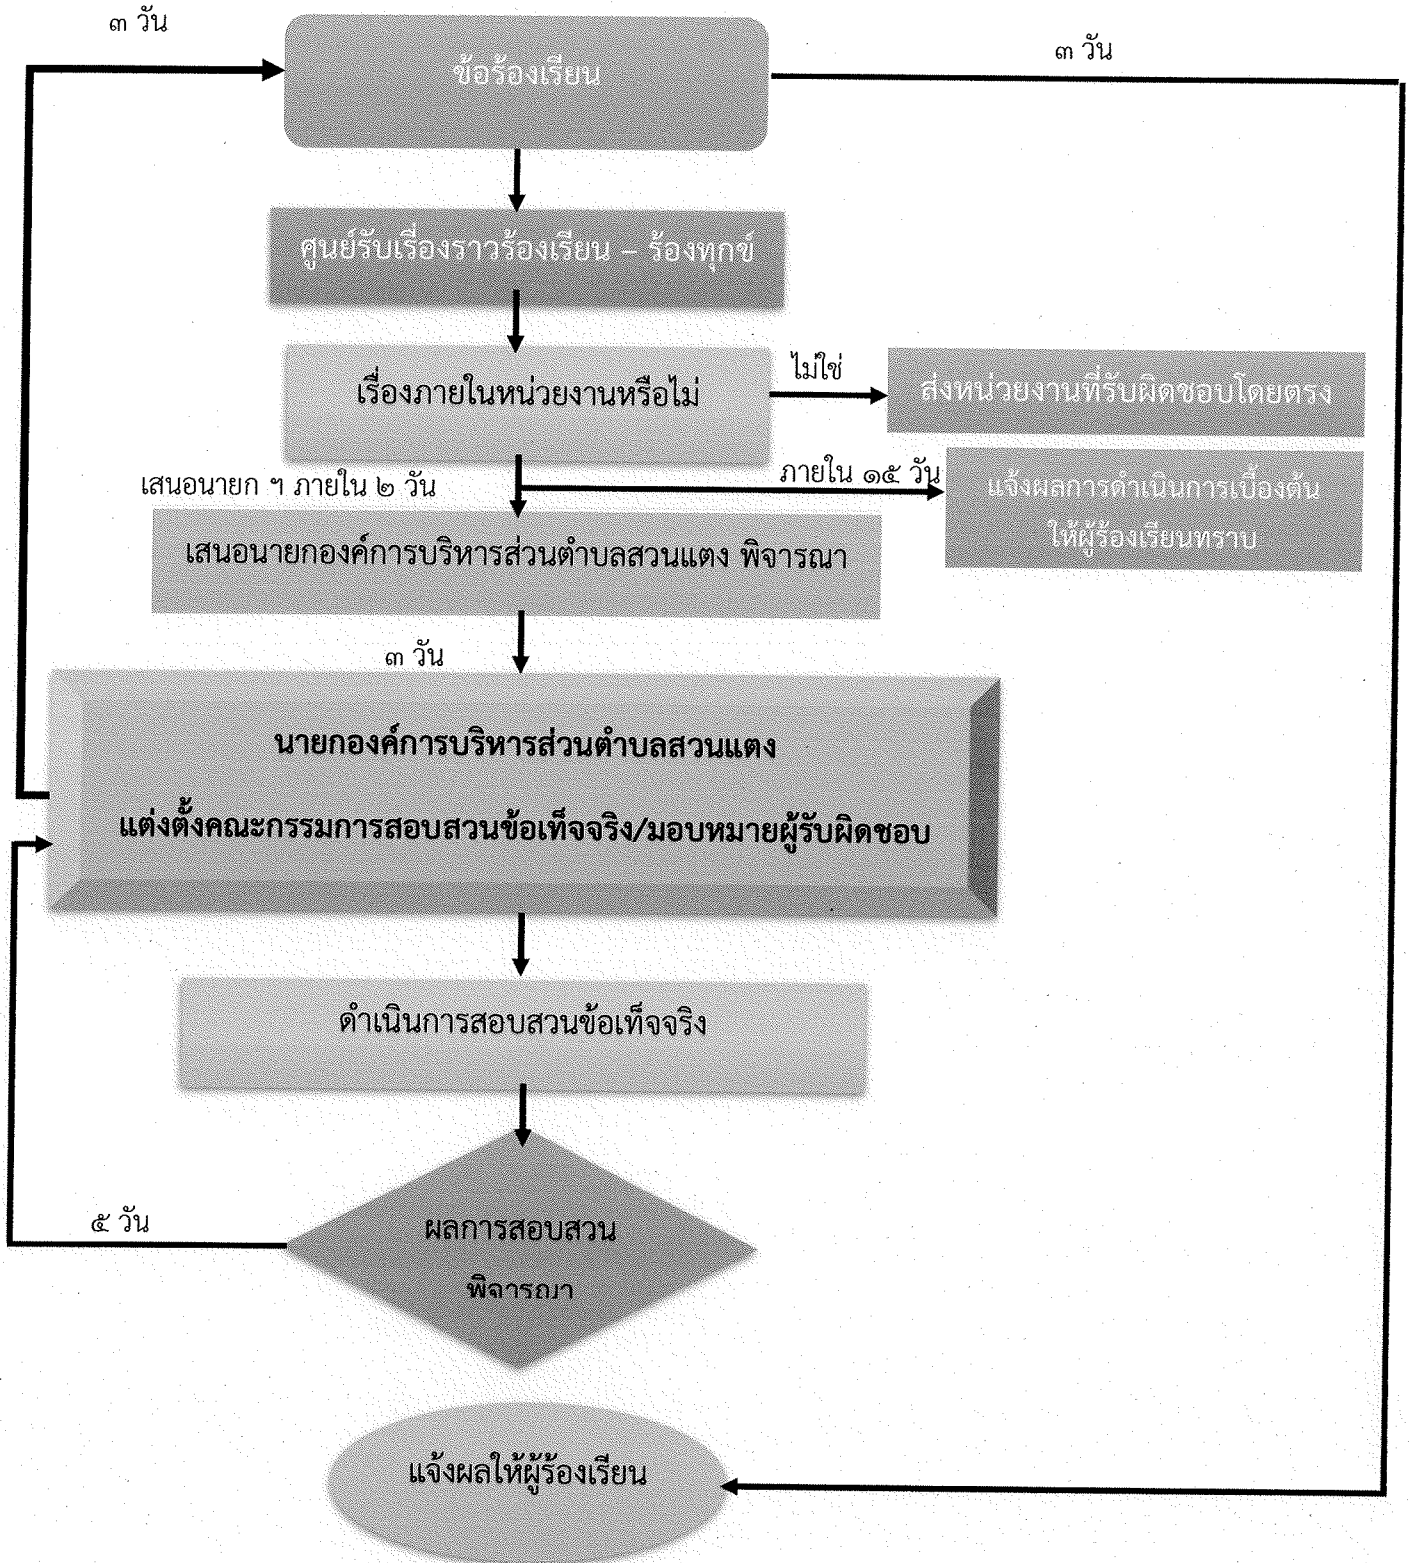 ๓ วัน
๓ วัน
ข้อร้องเรียน
ศูนย์รับเรื่องราวร้องเรียน – ร้องทุกข์
เรื่องภายในหน่วยงานหรือไม่
ไม่ใช่
ส่งหน่วยงานที่รับผิดชอบโดยตรง
เสนอนายก ฯ ภายใน ๒ วัน
ภายใน ๑๕ วัน
แจ้งผลการดำเนินการเบื้องต้น
ให้ผู้ร้องเรียนทราบ
เสนอนายกองค์การบริหารส่วนตำบลสวนแตง พิจารณา
๓ วัน
นายกองค์การบริหารส่วนตำบลสวนแตง
แต่งตั้งคณะกรรมการสอบสวนข้อเท็จจริง/มอบหมายผู้รับผิดชอบ
ดำเนินการสอบสวนข้อเท็จจริง
๕ วัน
ผลการสอบสวน
พิจารณา
แจ้งผลให้ผู้ร้องเรียน